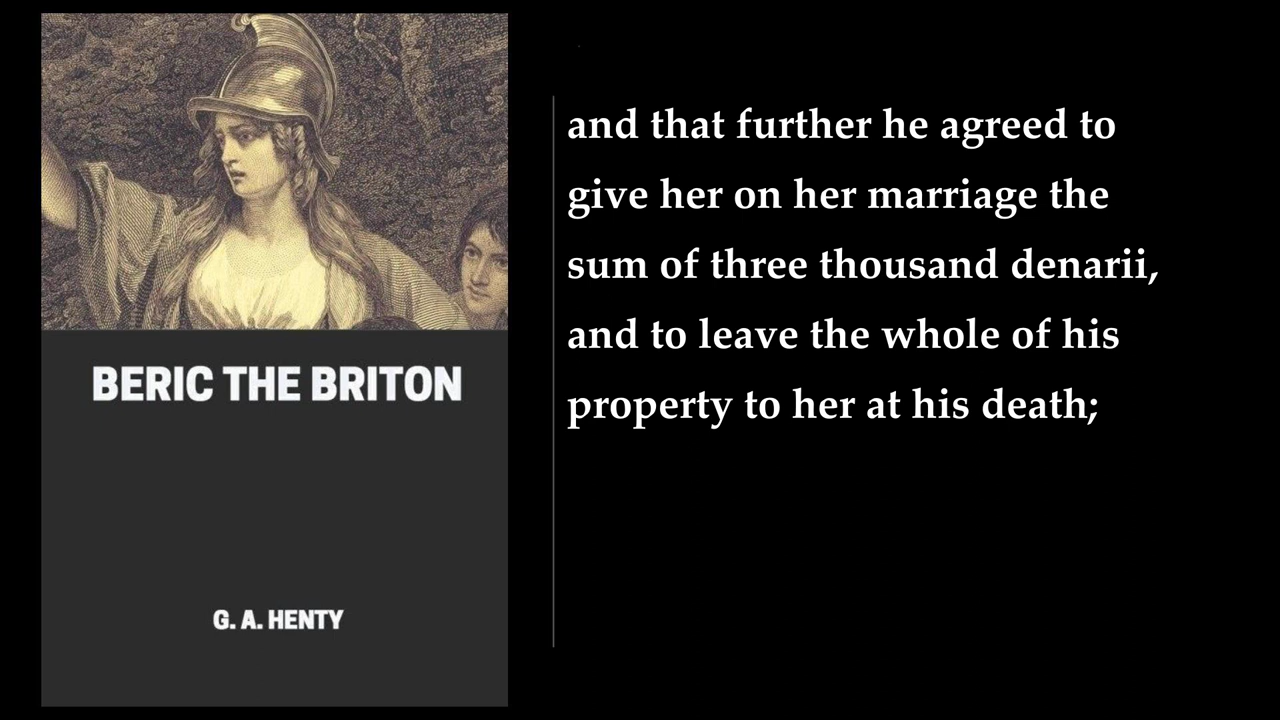 BERIC THE BRITON
G. A. HENTY
and that further he agreed to
give her on her marriage the
sum of three thousand denarii,
and to leave the whole of his
property to her at his death;